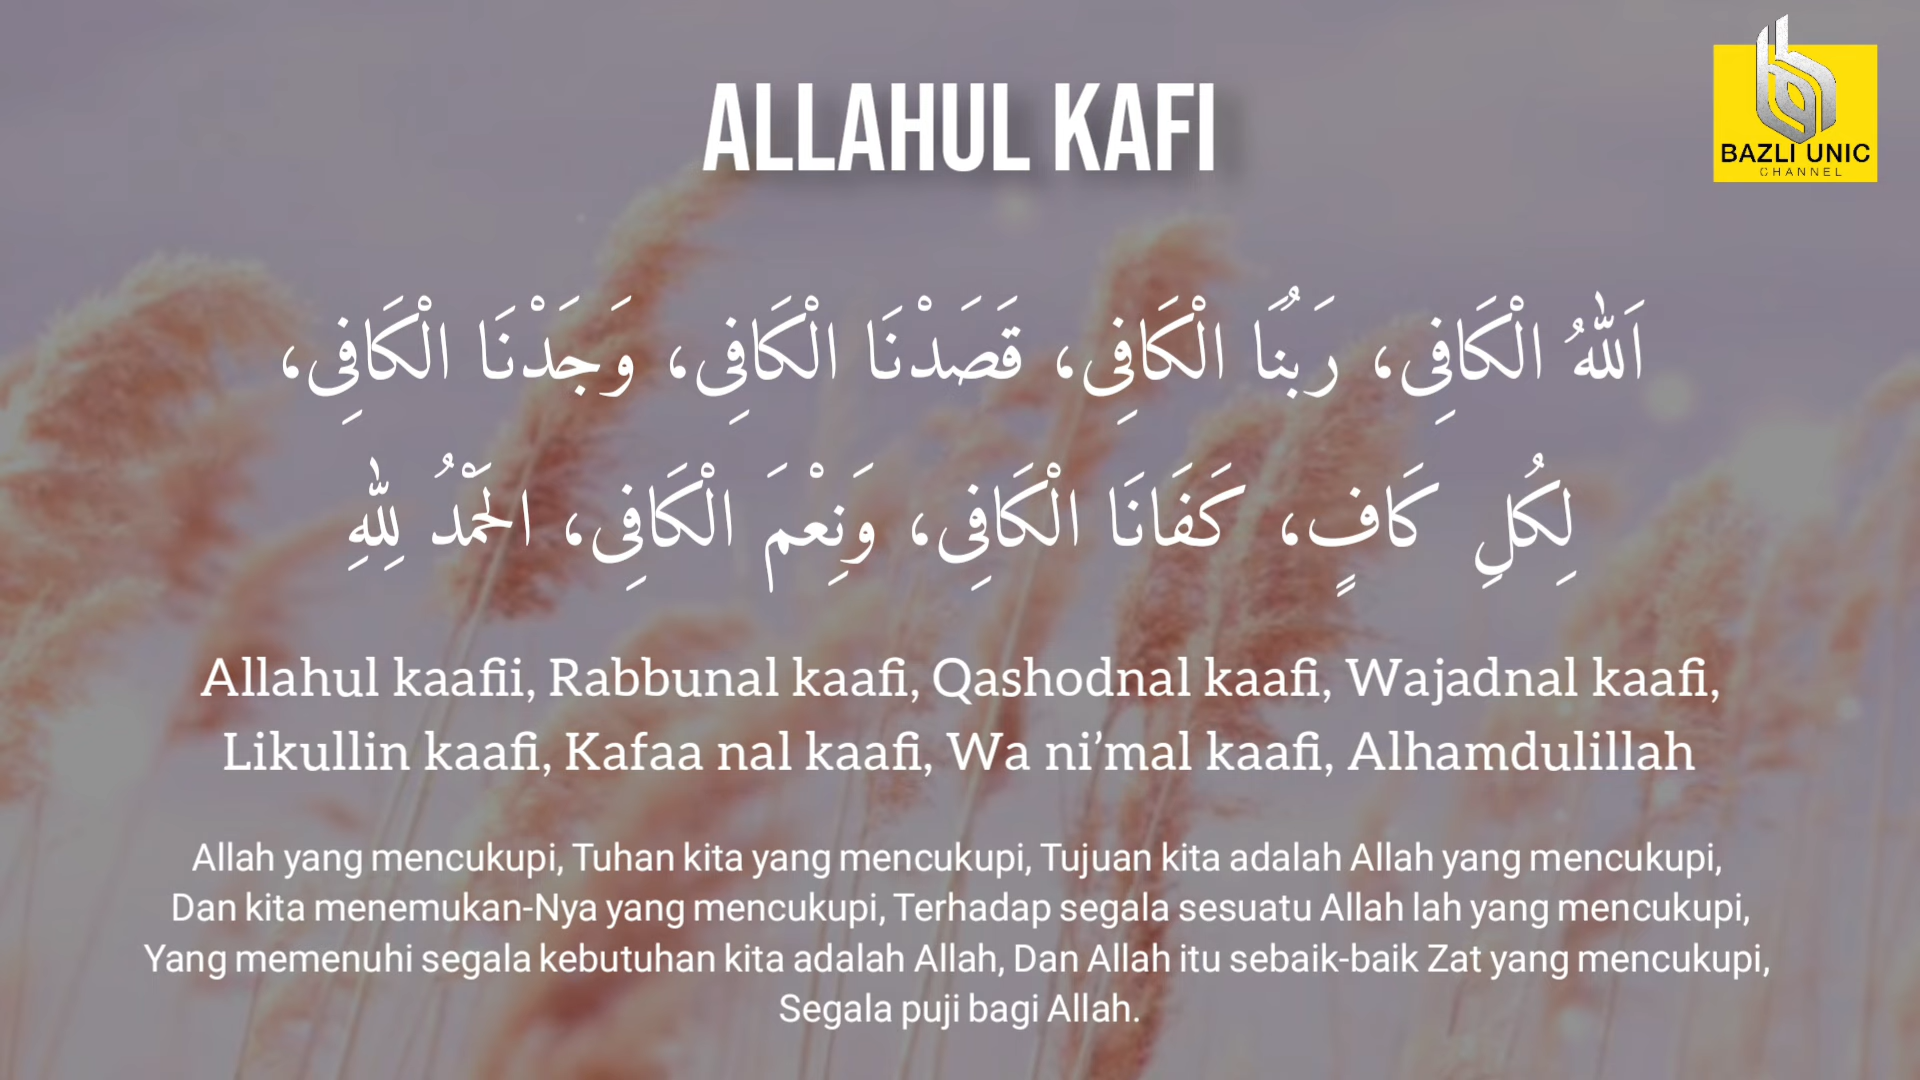 ALLAHUL KAFI
BAZLI UNIC
CHANNEL
اَللّٰهُ الْكَافِى، رَبُنَّا الْكَافِى، قَصَدْنَا الْكَافِى، وَجَدْنَا الْكَافِى،
لِكُلِ كَافٍ، كَفَانَا الْكَافِى، وَنِعْمَ الْكَافِى، الْحَمْدُ لِلّٰهِ
Allahul kaafii, Rabbunal kaafi, Qashodnal kaafi, Wajadnal kaafi,
Likullin kaafi, Kafaa nal kaafi, Wa ni’mal kaafi, Alhamdulillah
Allah yang mencukupi, Tuhan kita yang mencukupi, Tujuan kita adalah Allah yang mencukupi,
Dan kita menemukan-Nya yang mencukupi, Terhadap segala sesuatu Allah lah yang mencukupi,
Yang memenuhi segala kebutuhan kita adalah Allah, Dan Allah itu sebaik-baik Zat yang mencukupi,
Segala puji bagi Allah.